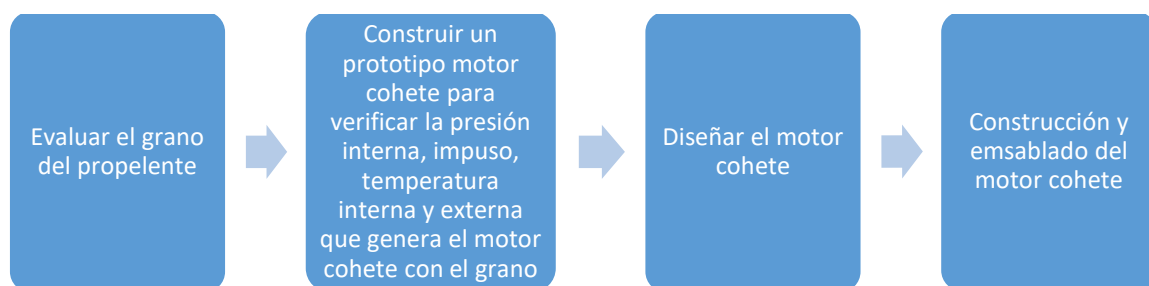 Evaluar el grano
del propelente
Construir un
prototipo motor
cohete para
verificar la presión
interna, impuso,
temperatura
interna y externa
que genera el motor
cohete con el grano
Diseñar el motor
cohete
Construcción y
emsablado del
motor cohete